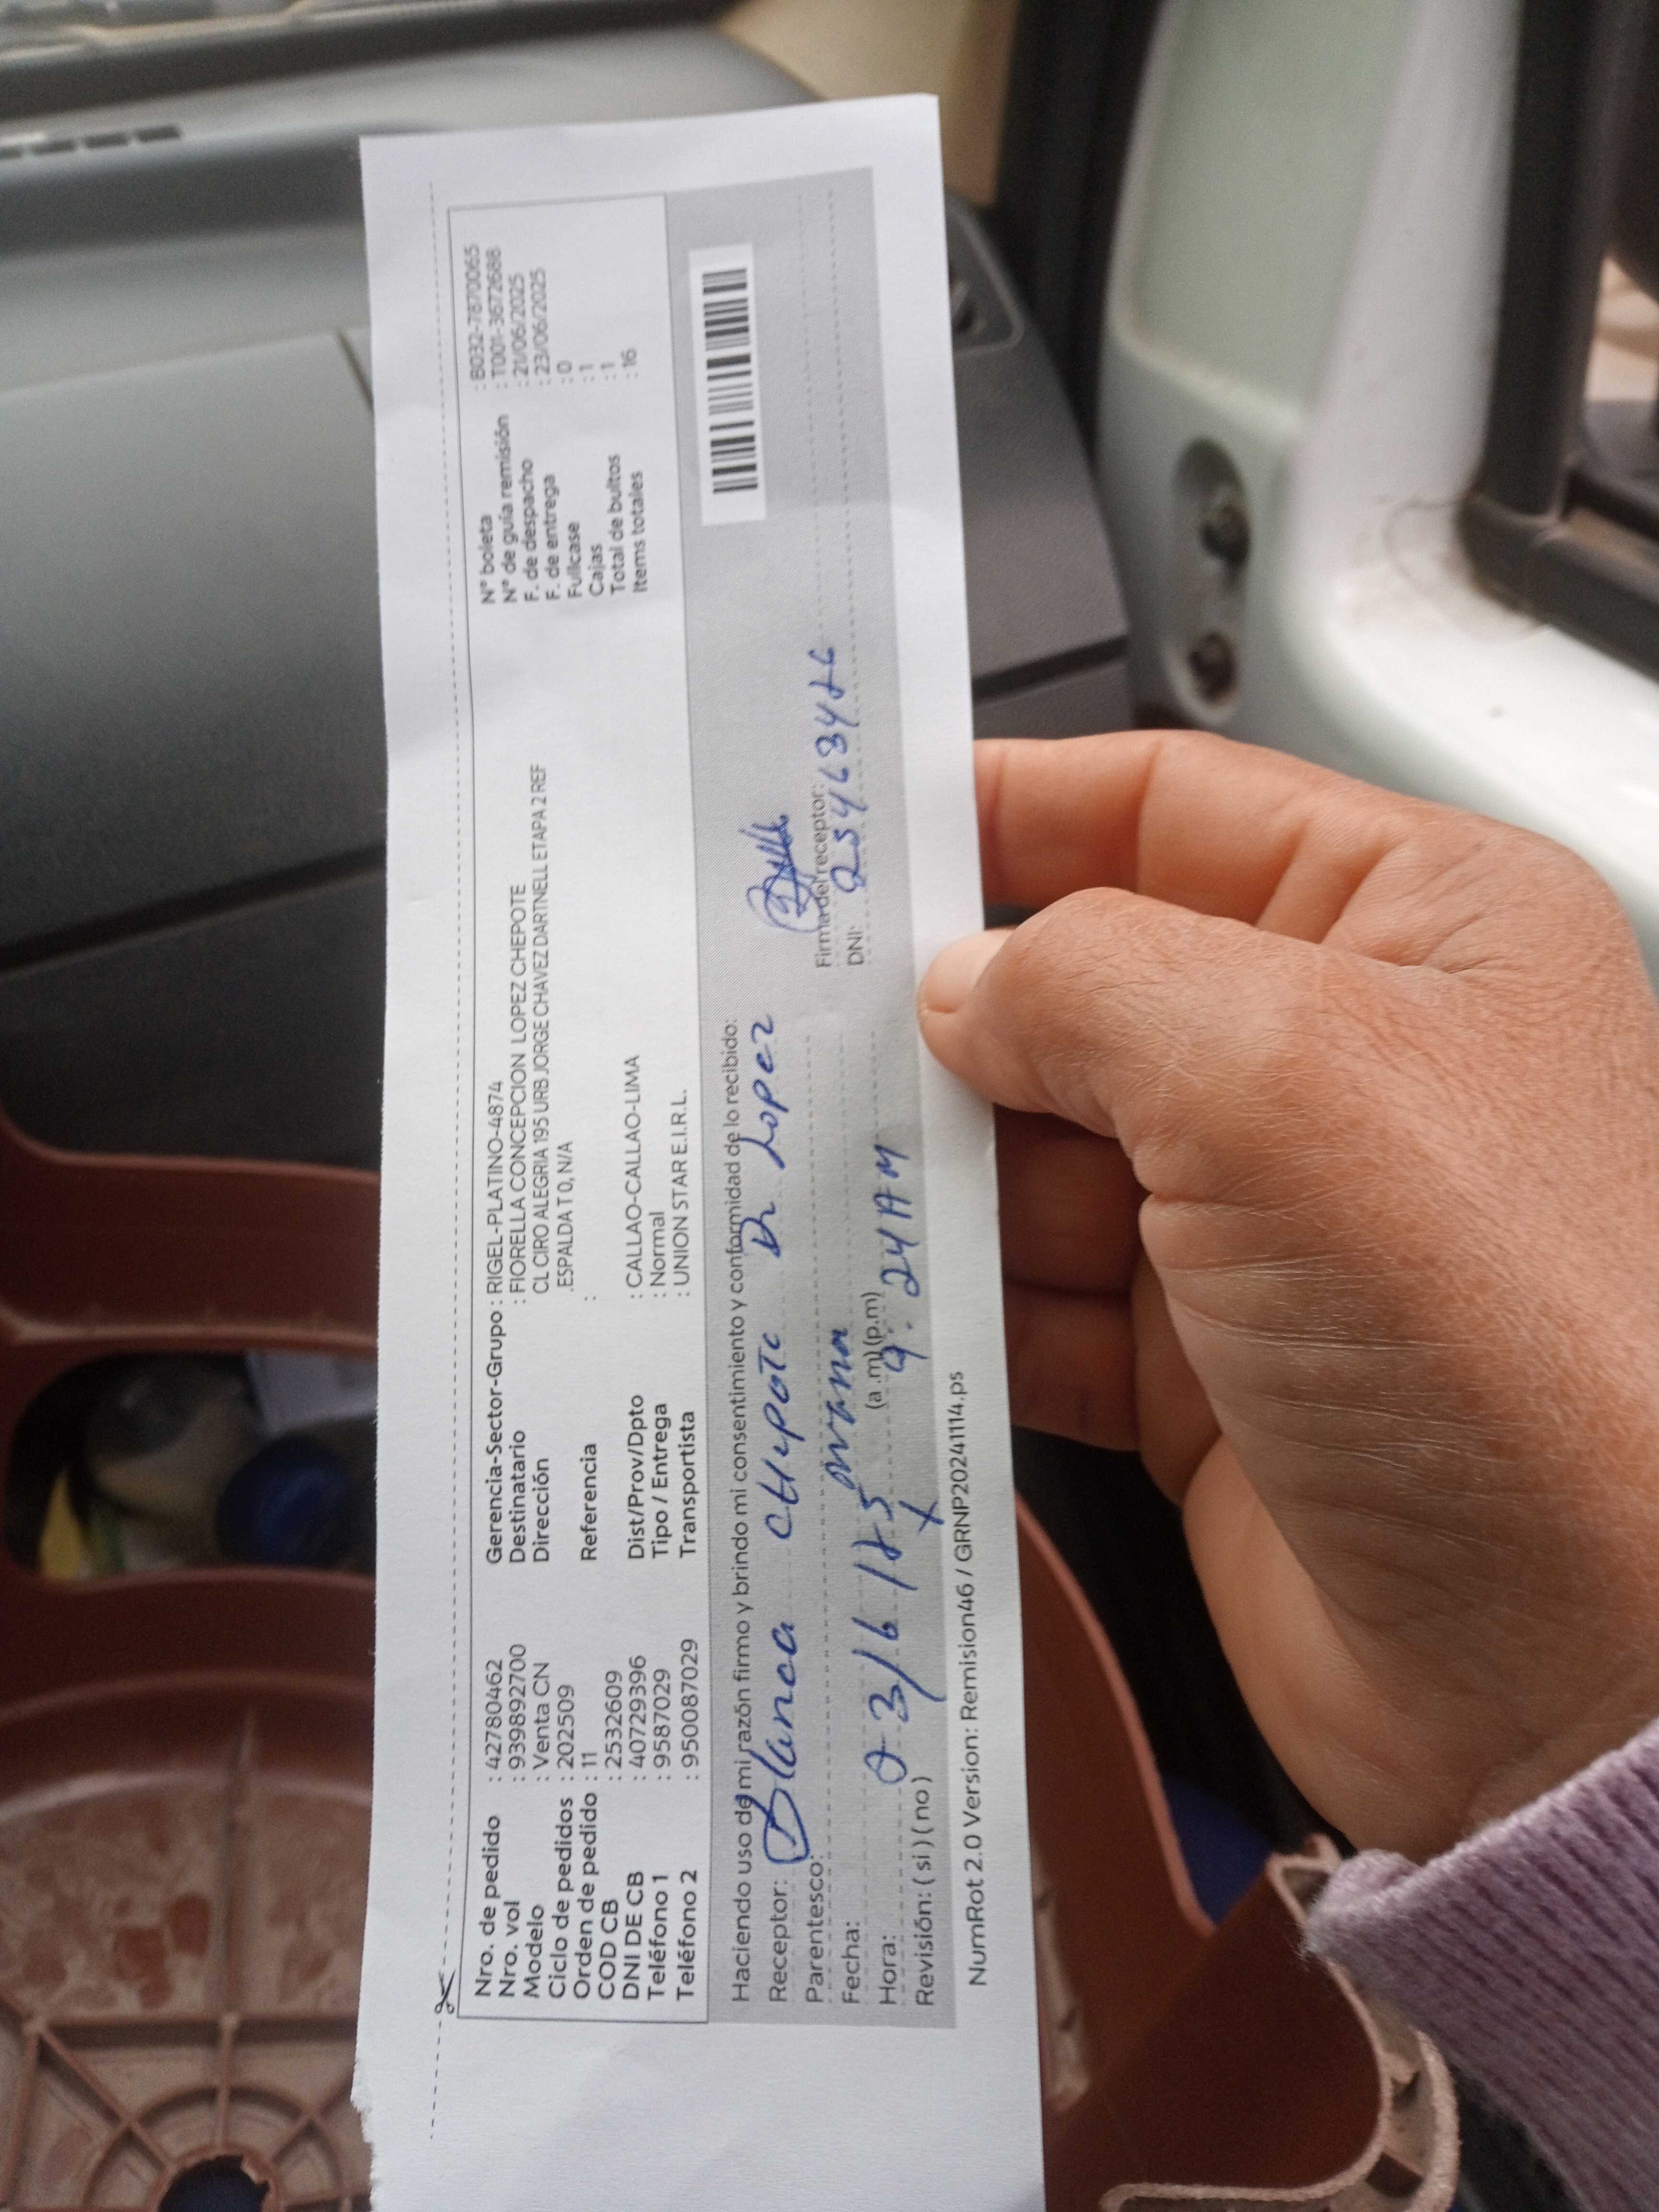 Nro. de pedido : 42780462
Nro. vol : 939892700
Modelo : Venta CN
Ciclo de pedidos : 202509
Orden de pedido : 11
COD CB : 2532609
DNI DE CB : 40729396
Teléfono 1 : 9587029
Teléfono 2 : 950087029
Gerencia-Sector-Grupo : RIGEL-PLATINO-4874
Destinatario : FIORELLA CONCEPCION LOPEZ CHEPOTE
Dirección CL CIRO ALEGRIA 195 URB JORGE CHAVEZ DARTNELL ETAPA 2 REF
.ESPALDA T 0, N/A
Referencia :
Dist/Prov/Dpto : CALLAO-CALLAO-LIMA
Tipo / Entrega : Normal
Transportista : UNION STAR E.I.R.L.
N° boleta : B032-7870065
N° de guía remisión : T001-3672688
F. de despacho : 21/06/2025
F. de entrega : 23/06/2025
Fullcase : 0
Cajas : 1
Total de bultos : 1
Items totales : 16
Haciendo uso de mi razón firmo y brindo mi consentimiento y conformidad de lo recibido:
Receptor: Blanca CHepoTe De Lopez
Parentesco: mama
Firma del receptor:
Fecha:
DNI:
Hora: (a .m) (p.m) 9:24 AM
Revisión: ( si ) ( no )
NumRot 2.0 Version: Remision46 / GRNP20241114.ps